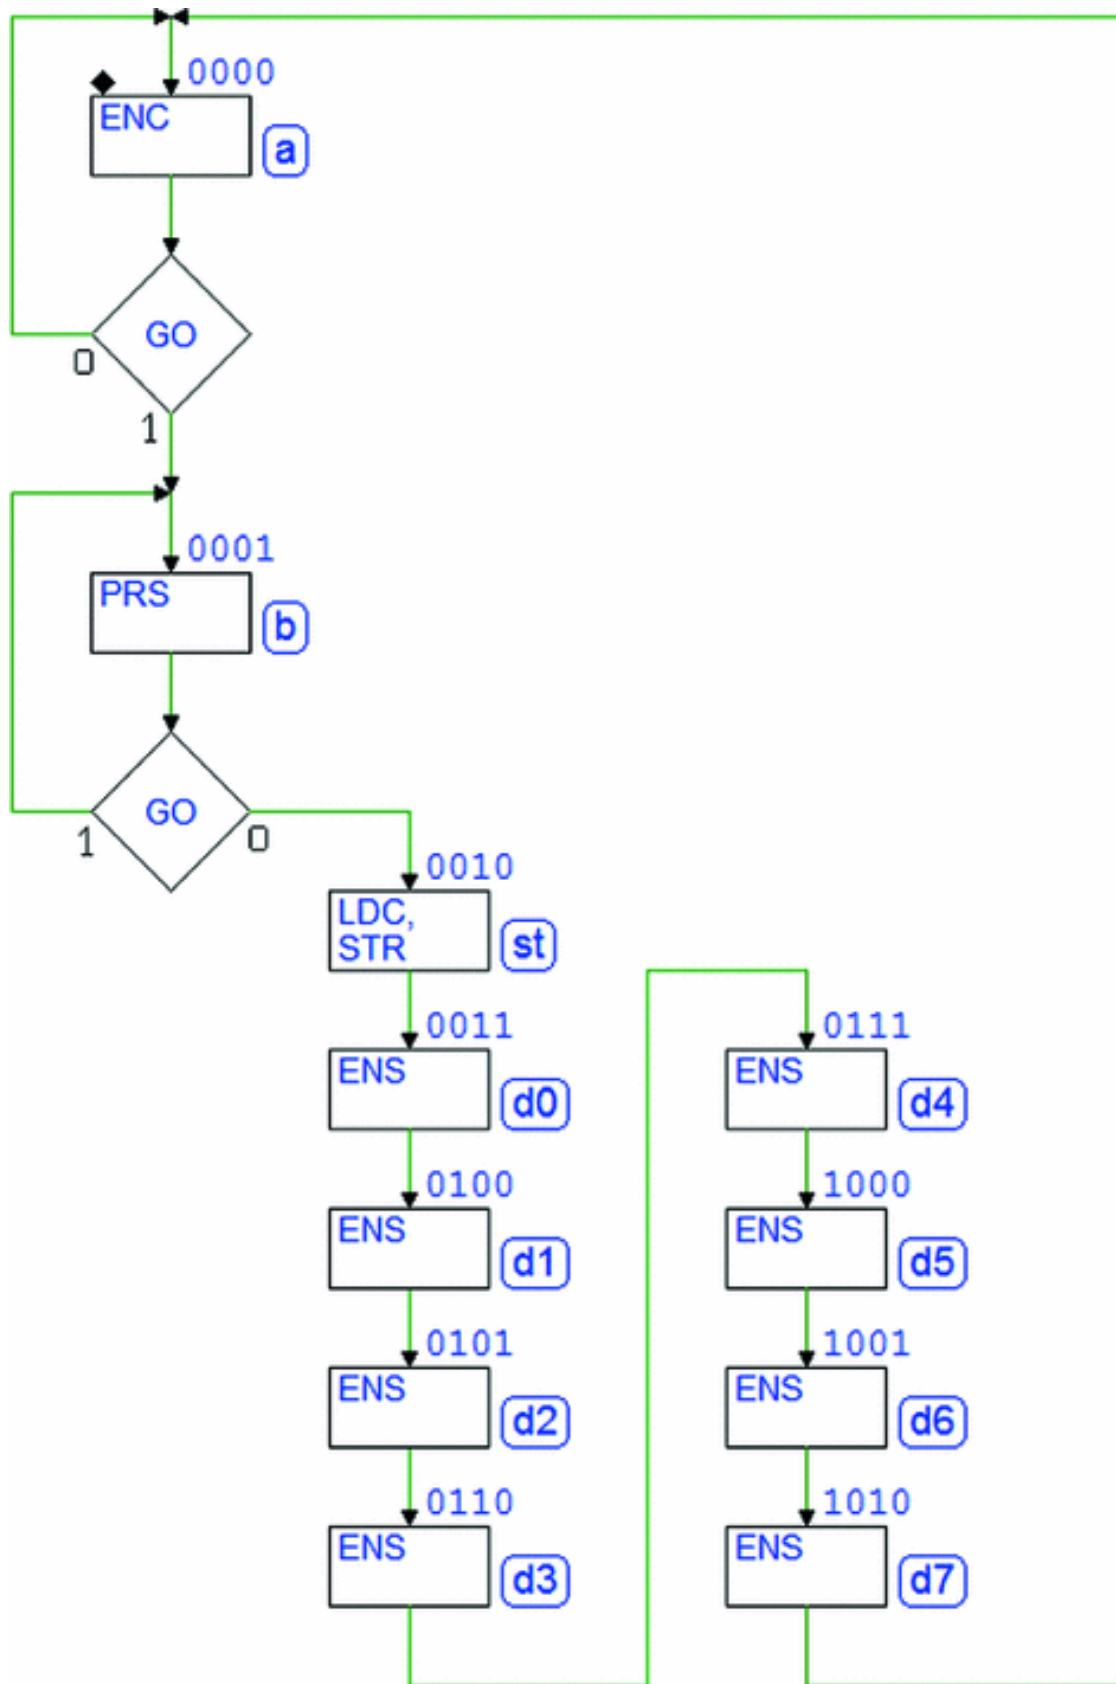 0000
ENC
a
GO
0
1
0001
PRS
b
GO
1
0
0010
LDC,
STR
st
0011
ENS
d0
0100
ENS
d1
0101
ENS
d2
0110
ENS
d3
0111
ENS
d4
1000
ENS
d5
1001
ENS
d6
1010
ENS
d7